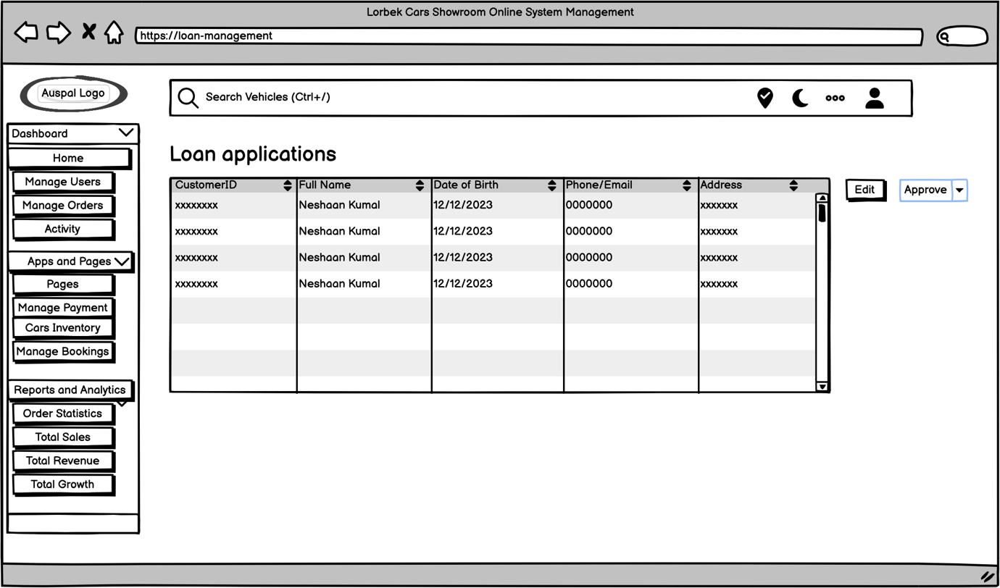 Lorbek Cars Showroom Online System Management
https://loan-management
Auspal Logo
Search Vehicles (Ctrl+/)
Dashboard
Home
Manage Users
Manage Orders
Activity
Apps and Pages
Pages
Manage Payment
Cars Inventory
Manage Bookings
Reports and Analytics
Order Statistics
Total Sales
Total Revenue
Total Growth
Loan applications
CustomerID Full Name Date of Birth Phone/Email Address
xxxxxxxx Neshaan Kumal 12/12/2023 0000000 xxxxxxx
xxxxxxxx Neshaan Kumal 12/12/2023 0000000 xxxxxxx
xxxxxxxx Neshaan Kumal 12/12/2023 0000000 xxxxxxx
xxxxxxxx Neshaan Kumal 12/12/2023 0000000 xxxxxxx
Edit
Approve